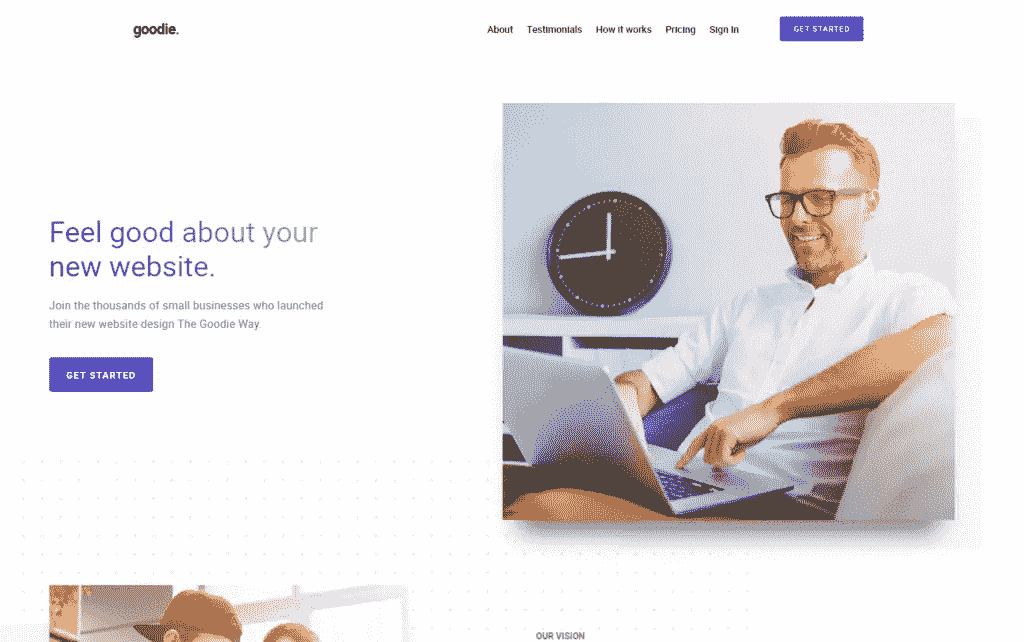 goodie.
About Testimonials How it works Pricing Sign In GET STARTED
Feel good about your
new website.
Join the thousands of small businesses who launched
their new website design The Goodie Way.
GET STARTED
OUR VISION